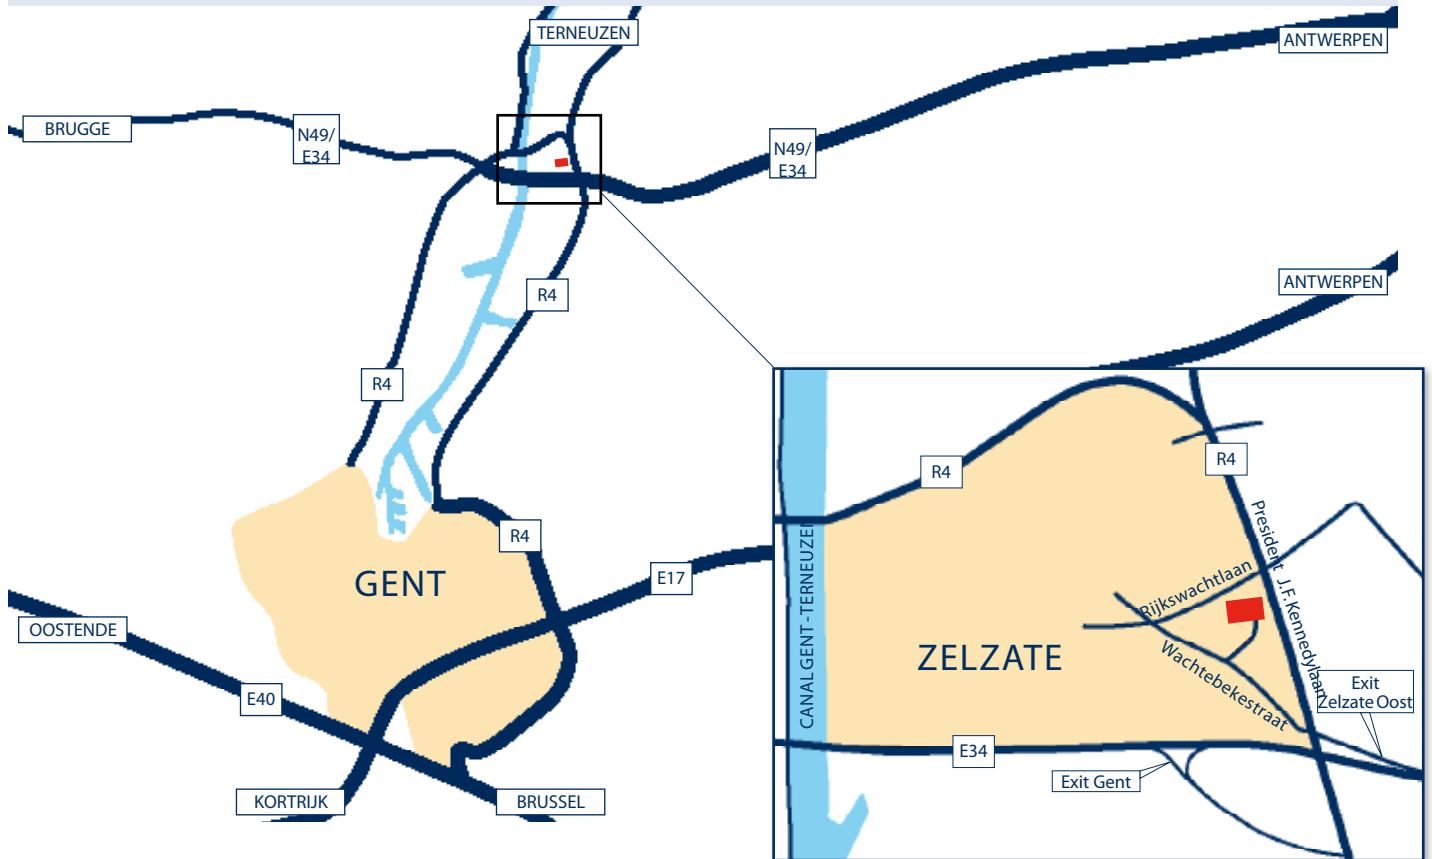 TERNEUZEN
ANTWERPEN
BRUGGE
N49/
E34
N49/
E34
ANTWERPEN
R4
R4
R4
GENT
E17
OOSTENDE
E40
KORTRIJK
BRUSSEL
R4
R4
President J.F.Kennedylaan
CANAL GENT - TERNEUZEN
Rijkswachtlaan
ZELZATE
Wachtebekestraat
Exit
Zelzate Oost
E34
Exit Gent